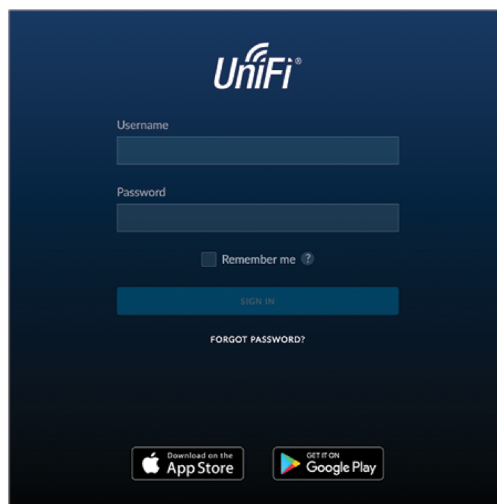 UniFi®
Username
Password
Remember me ?
SIGN IN
FORGOT PASSWORD?
Download on the
App Store
GET IT ON
Google Play